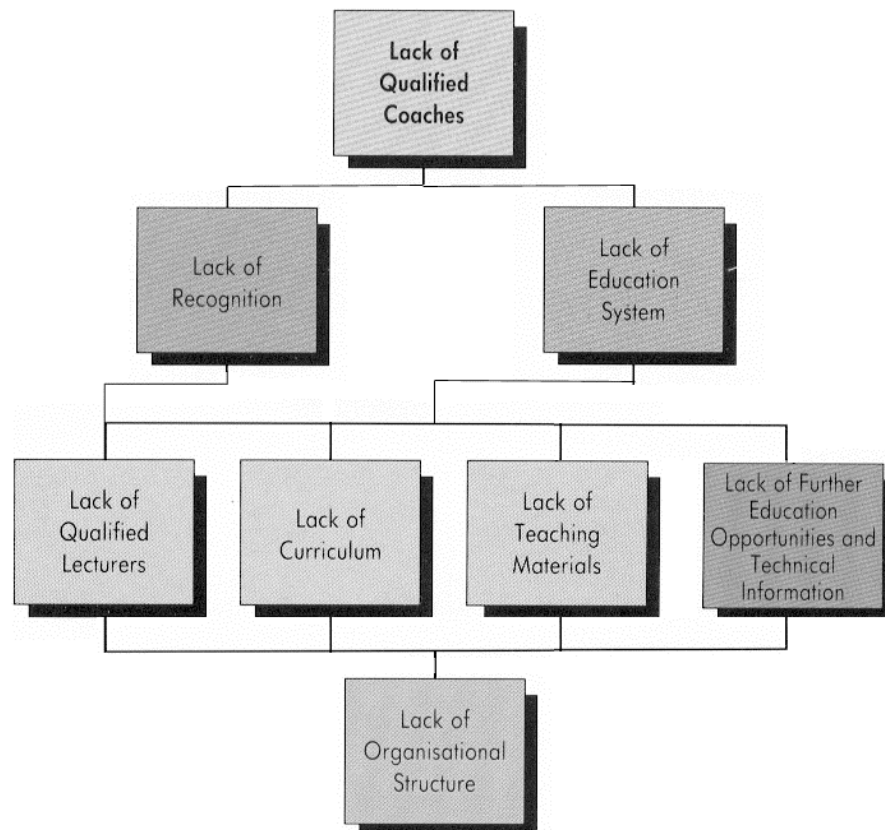 Lack of
Qualified
Coaches
Lack of
Recognition
Lack of
Education
System
Lack of
Qualified
Lecturers
Lack of
Curriculum
Lack of
Teaching
Materials
Lack of Further
Education
Opportunities and
Technical
Information
Lack of
Organisational
Structure